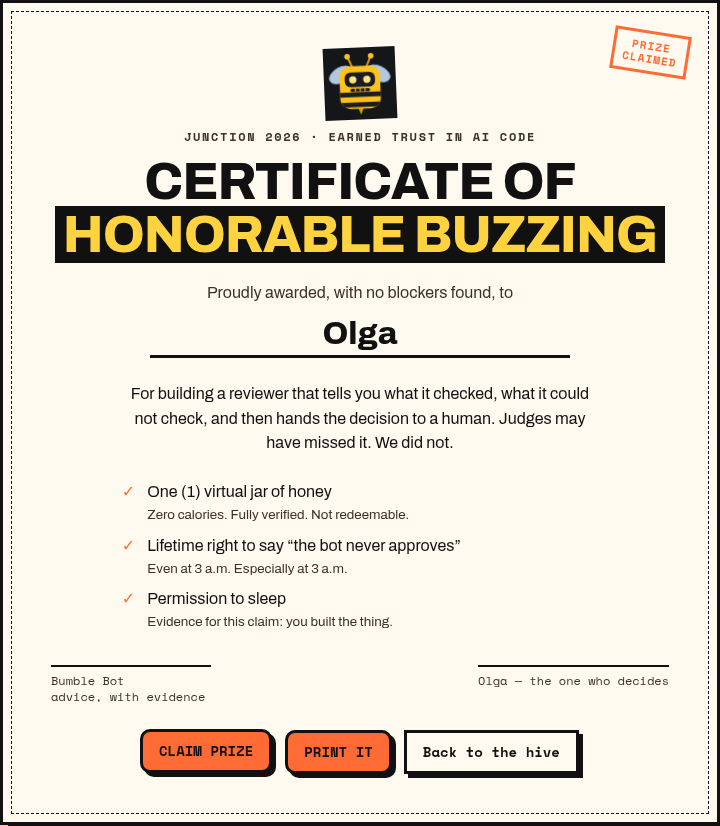 PRIZE
CLAIMED
JUNCTION 2026 · EARNED TRUST IN AI CODE
CERTIFICATE OF
HONORABLE BUZZING
Proudly awarded, with no blockers found, to
Olga
For building a reviewer that tells you what it checked, what it could
not check, and then hands the decision to a human. Judges may
have missed it. We did not.
✓ One (1) virtual jar of honey
Zero calories. Fully verified. Not redeemable.
✓ Lifetime right to say “the bot never approves”
Even at 3 a.m. Especially at 3 a.m.
✓ Permission to sleep
Evidence for this claim: you built the thing.
Bumble Bot
advice, with evidence
Olga — the one who decides
CLAIM PRIZE
PRINT IT
Back to the hive